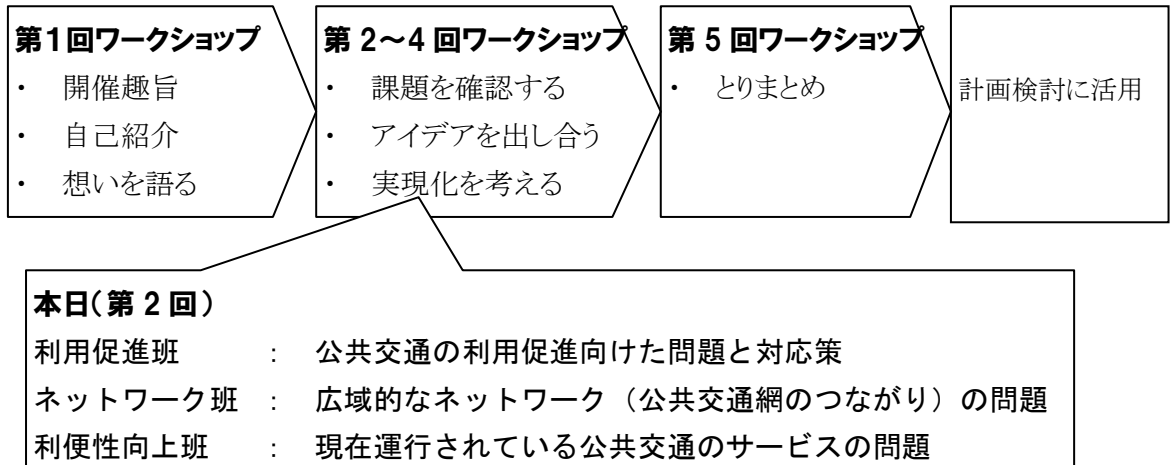 第1回ワークショップ
・ 開催趣旨
・ 自己紹介
・ 想いを語る
第 2～4 回ワークショップ
・ 課題を確認する
・ アイデアを出し合う
・ 実現化を考える
第 5 回ワークショップ
・ とりまとめ
計画検討に活用
本日(第 2 回)
利用促進班 : 公共交通の利用促進向けた問題と対応策
ネットワーク班 : 広域的なネットワーク（公共交通網のつながり）の問題
利便性向上班 : 現在運行されている公共交通のサービスの問題